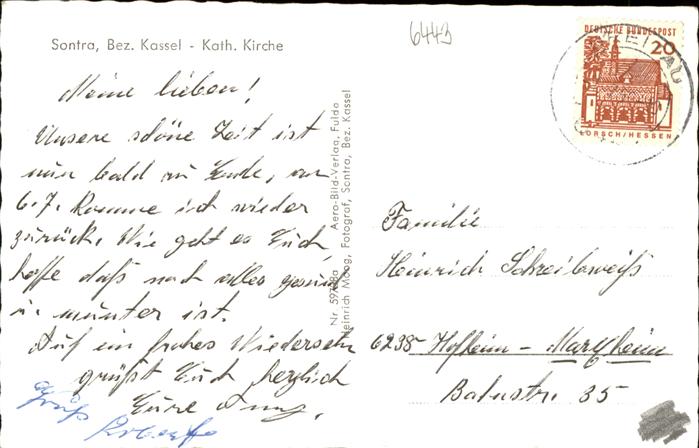 Sontra, Bez. Kassel - Kath. Kirche
6443
DEUTSCHE BUNDESPOST
20
LORSCH/HESSEN
Meine lieben!
Unsere schöne Zeit ist
nun bald zu Ende, am
6.7. komme ich wieder
zurück. Wie geht es Euch,
hoffe daß noch alles gesund
u. munter ist.
Auf ein frohes Wiedersehn
grüßt Euch herzlich
Eure
Gruß
Nr. Aero-Bild-Verlag, Fulda
Heinrich Moog, Fotograf, Sontra, Bez. Kassel
Familie
Heinrich Schreibweiß
6238 Hofheim - Marxheim
Bahnstr. 35